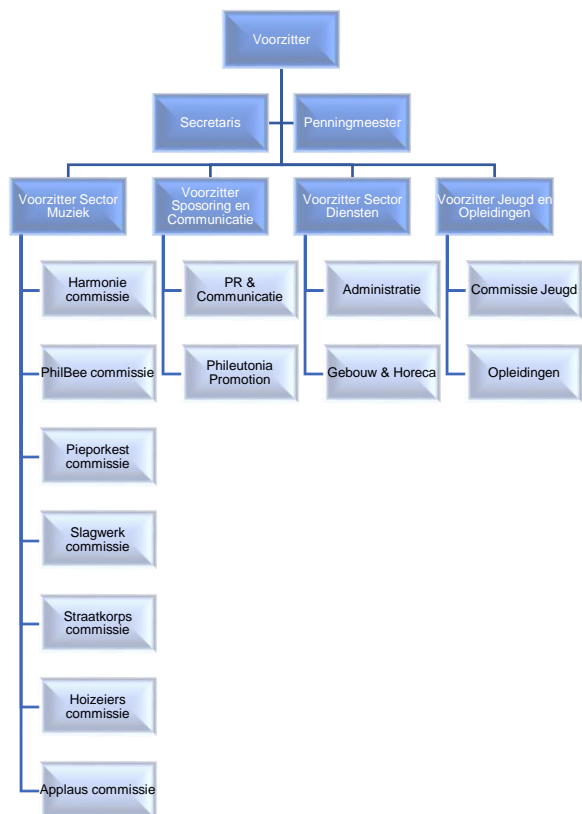 Voorzitter
Secretaris
Penningmeester
Voorzitter Sector
Muziek
Voorzitter
Sposoring en
Communicatie
Voorzitter Sector
Diensten
Voorzitter Jeugd en
Opleidingen
Harmonie
commissie
PR &
Communicatie
Administratie
Commissie Jeugd
PhilBee commissie
Phileutonia
Promotion
Gebouw & Horeca
Opleidingen
Pieporkest
commissie
Slagwerk
commissie
Straatkorps
commissie
Hoizeiers
commissie
Applaus commissie